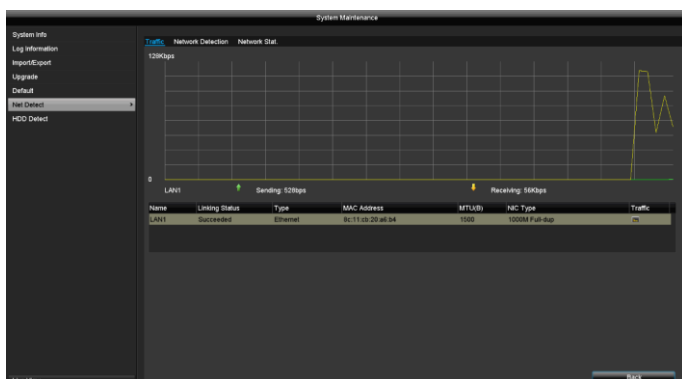 System Maintenance
System Info
Log Information
Import/Export
Upgrade
Default
Net Detect
HDD Detect
Traffic Network Detection Network Stat.
128Kbps
0
LAN1 Sending: 528bps Receiving: 56Kbps
Name Linking Status Type MAC Address MTU(B) NIC Type Traffic
LAN1 Succeeded Ethernet 8c:11:cb:20:a6:b4 1500 1000M Full-dup
Back